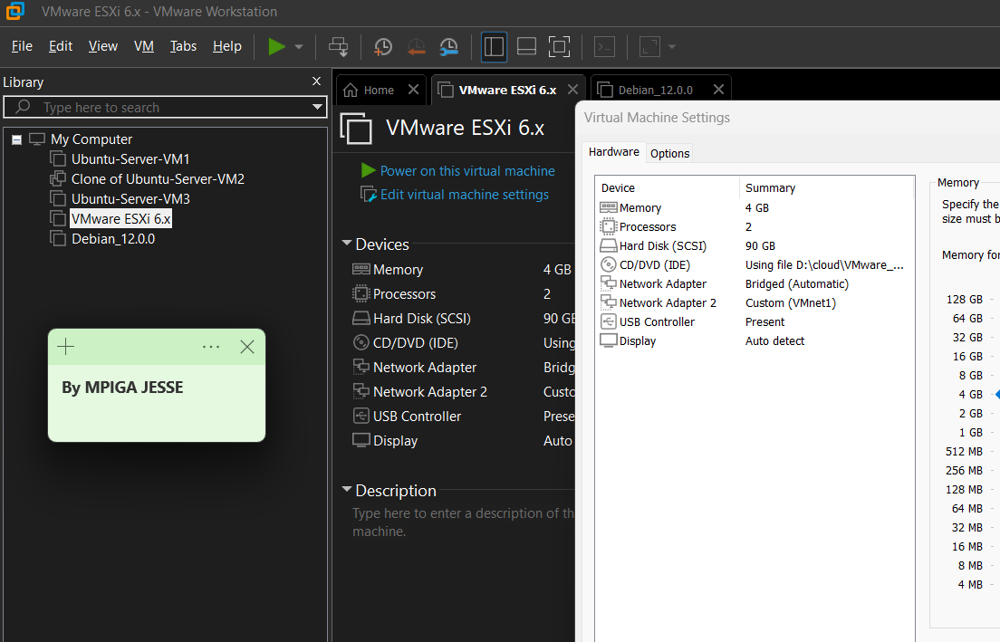 VMware ESXi 6.x - VMware Workstation
File Edit View VM Tabs Help
Library
Type here to search
My Computer
Ubuntu-Server-VM1
Clone of Ubuntu-Server-VM2
Ubuntu-Server-VM3
VMware ESXi 6.x
Debian_12.0.0
By MPIGA JESSE
Home VMware ESXi 6.x Debian_12.0.0
VMware ESXi 6.x
Power on this virtual machine
Edit virtual machine settings
Devices
Memory 4 GB
Processors 2
Hard Disk (SCSI) 90 GB
CD/DVD (IDE) Using
Network Adapter Bridg
Network Adapter 2 Custo
USB Controller Prese
Display Auto
Description
Type here to enter a description of th
machine.
Virtual Machine Settings
Hardware Options
Device Summary
Memory 4 GB
Processors 2
Hard Disk (SCSI) 90 GB
CD/DVD (IDE) Using file D:\cloud\VMware_...
Network Adapter Bridged (Automatic)
Network Adapter 2 Custom (VMnet1)
USB Controller Present
Display Auto detect
Memory
Specify the
size must b
Memory for
128 GB
64 GB
32 GB
16 GB
8 GB
4 GB
2 GB
1 GB
512 MB
256 MB
128 MB
64 MB
32 MB
16 MB
8 MB
4 MB